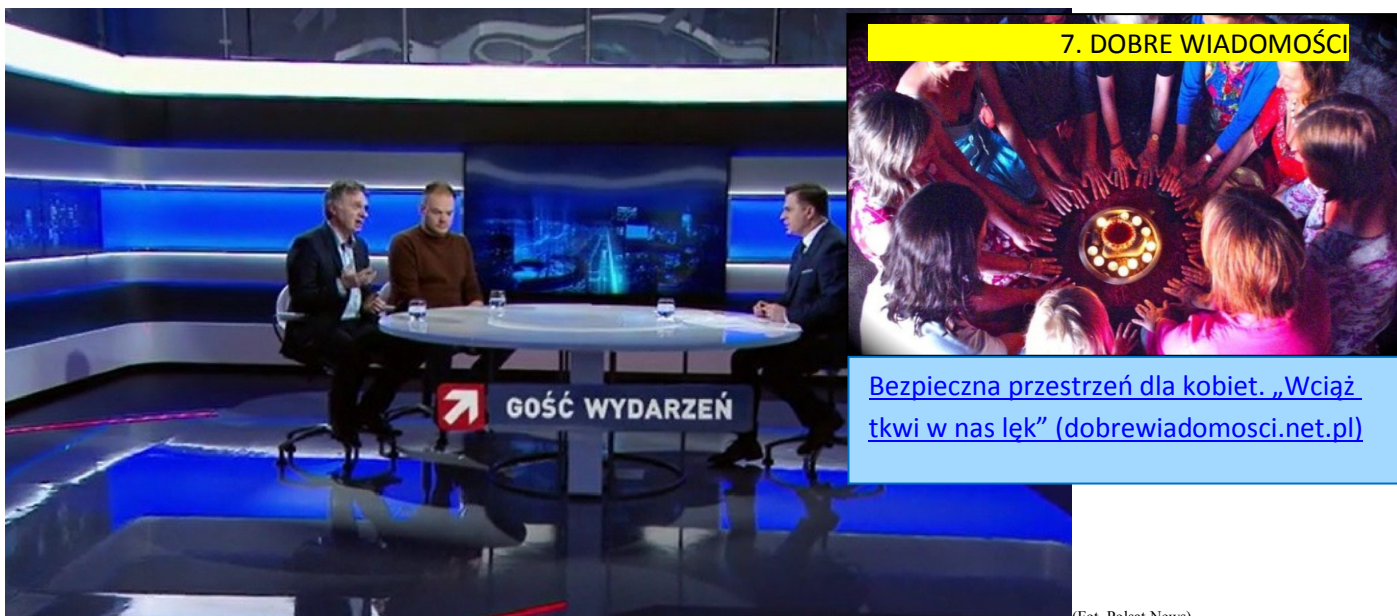 7. DOBRE WIADOMOŚCI
GOŚĆ WYDARZEŃ
Bezpieczna przestrzeń dla kobiet. „Wciąż
tkwi w nas lęk” (dobrewiadomosci.net.pl)
(Fot. Polsat News)